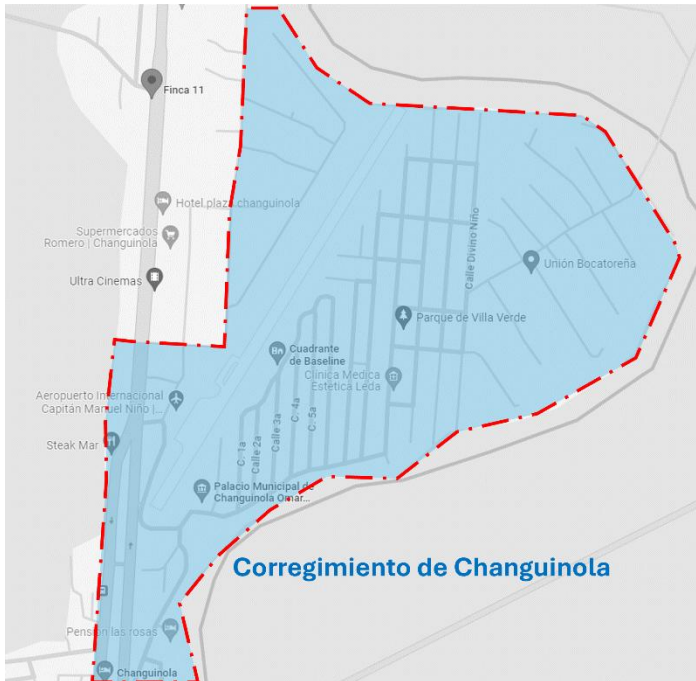 Finca 11
Hotel.plaza changuinola
Supermercados
Romero | Changuinola
Ultra Cinemas
Calle Divino Niño
Unión Bocatoreña
Parque de Villa Verde
Cuadrante
de Baseline
Clinica Medica
Estética Leda
Aeropuerto Internacional
Capitán Manuel Niño |...
Steak Mar
C. 1a
Calle 2a
Calle 3a
C. 4a
C. 5a
Palacio Municipal de
Changuinola Omar...
Corregimiento de Changuinola
Pensión las rosas
Changuinola